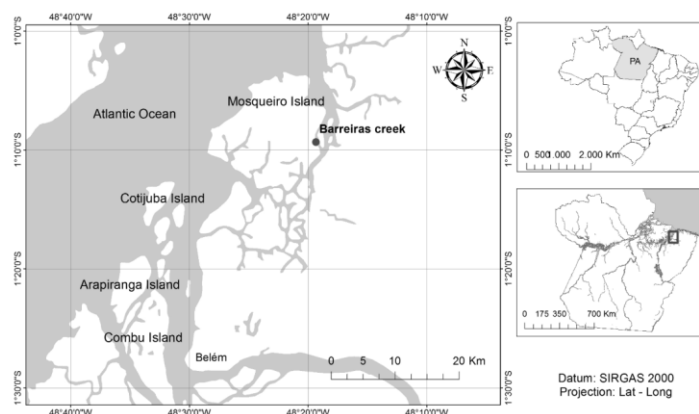 48°40'0"W 48°30'0"W 48°20'0"W 48°10'0"W
1°0'0"S 1°0'0"S
N
W E
S
Mosqueiro Island
Atlantic Ocean
Barreiras creek
1°10'0"S 1°10'0"S
Cotijuba Island
1°20'0"S 1°20'0"S
Arapiranga Island
Combu Island
Belém
0 5 10 20 Km
1°30'0"S 1°30'0"S
48°40'0"W 48°30'0"W 48°20'0"W 48°10'0"W
PA
0 500 1.000 2.000 Km
0 175 350 700 Km
Datum: SIRGAS 2000
Projection: Lat - Long